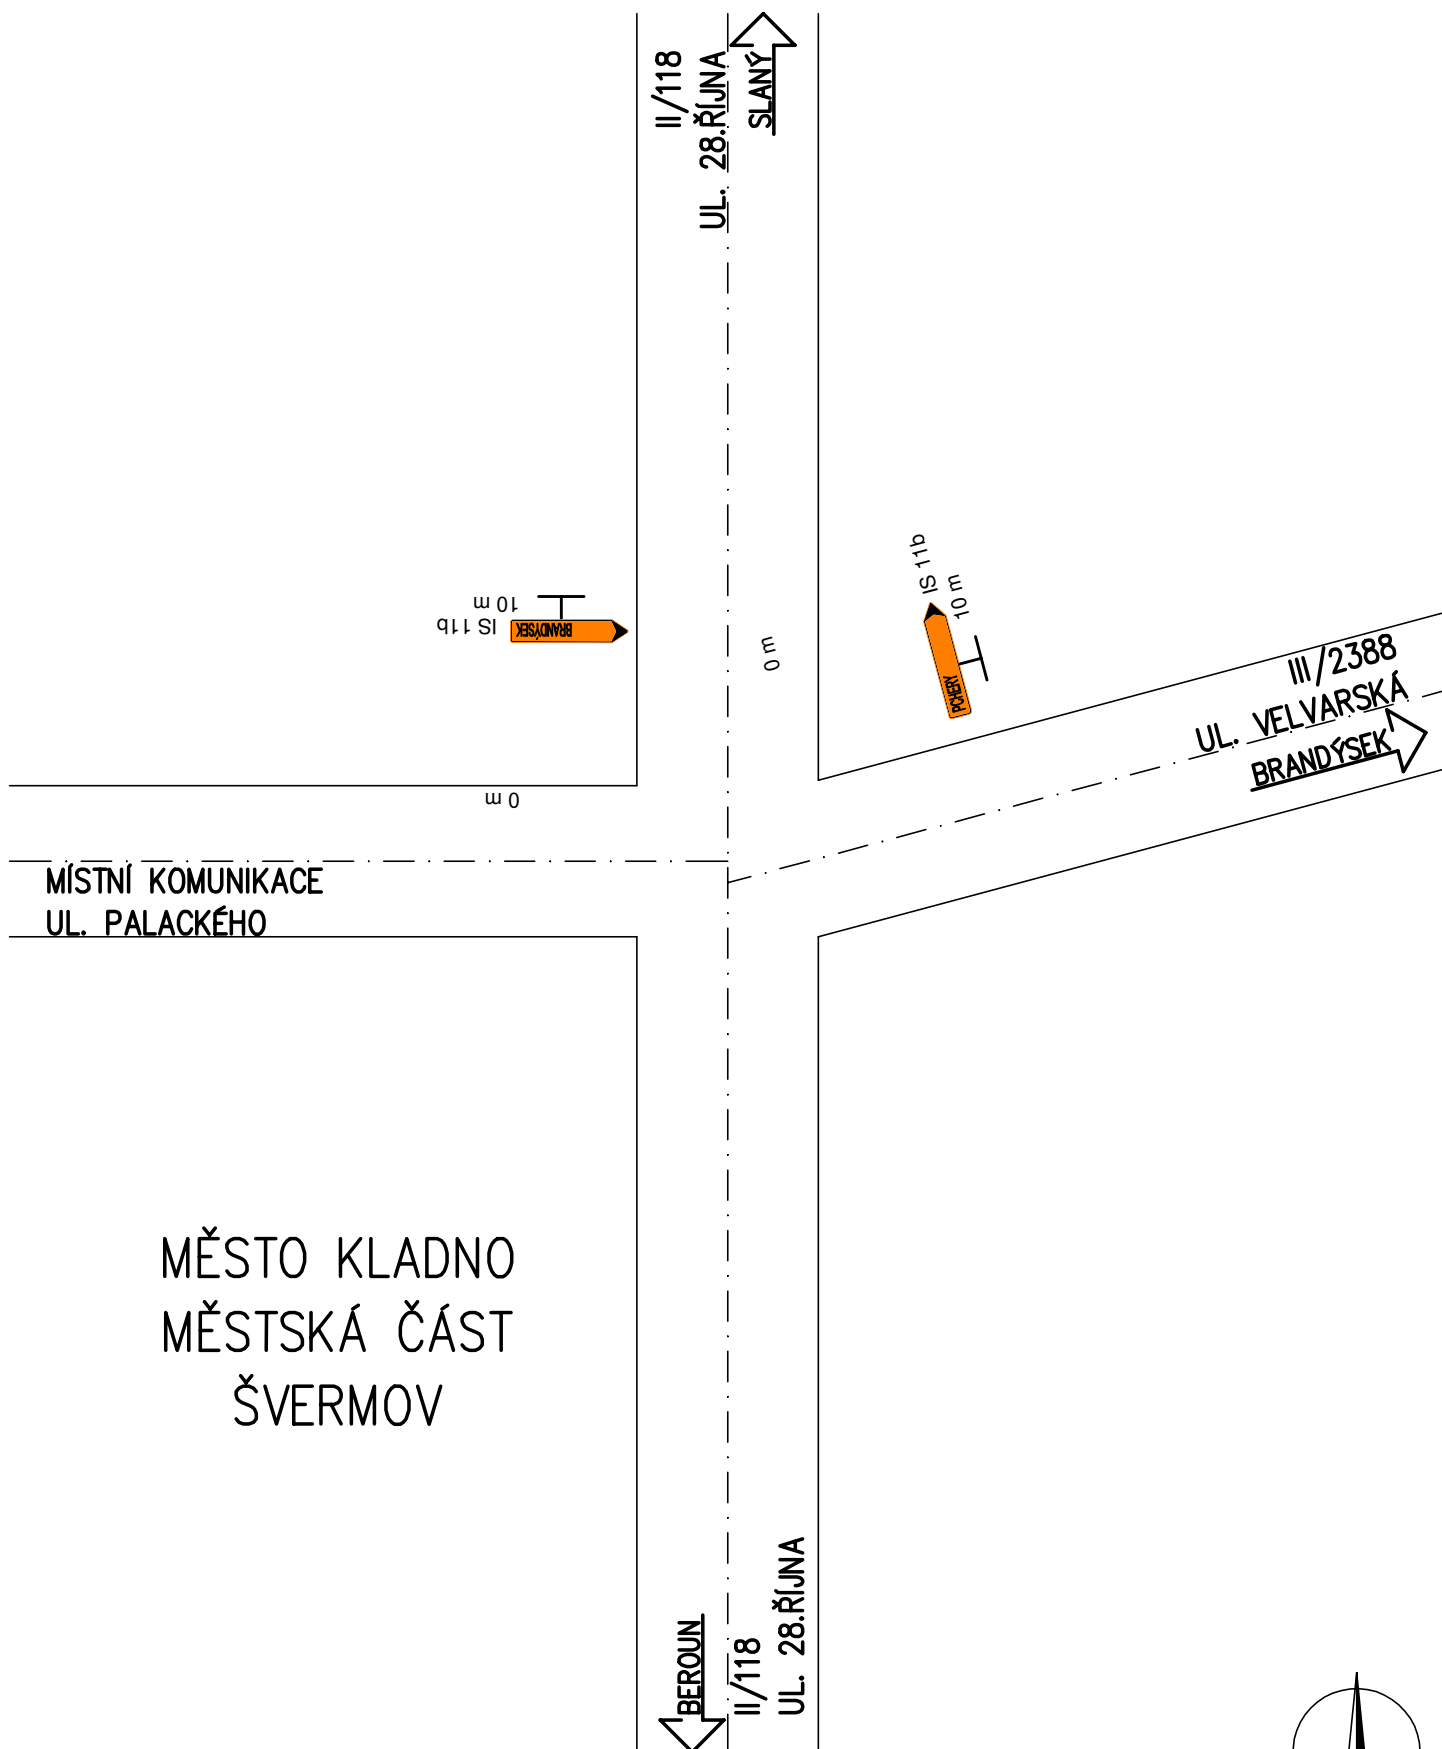 II/118
UL. 28.ŘÍJNA
SLANÝ
IS 11b
10 m
BRANDÝSEK
10 m
IS 11b
PCHERY
0 m
III/2388
UL. VELVARSKÁ
BRANDÝSEK
0 m
MÍSTNÍ KOMUNIKACE
UL. PALACKÉHO
MĚSTO KLADNO
MĚSTSKÁ ČÁST
ŠVERMOV
BEROUN
II/118
UL. 28.ŘÍJNA